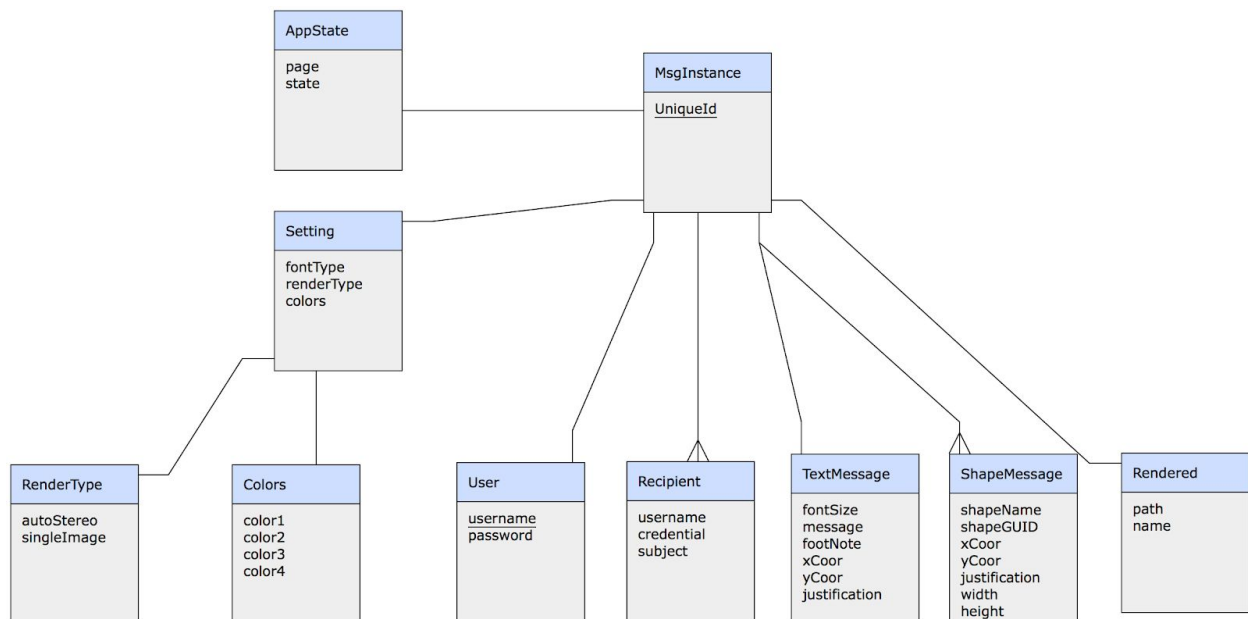 AppState
page
state
MsgInstance
UniqueId
Setting
fontType
renderType
colors
RenderType
autoStereo
singleImage
Colors
color1
color2
color3
color4
User
username
password
Recipient
username
credential
subject
TextMessage
fontSize
message
footNote
xCoor
yCoor
justification
ShapeMessage
shapeName
shapeGUID
xCoor
yCoor
justification
width
height
Rendered
path
name